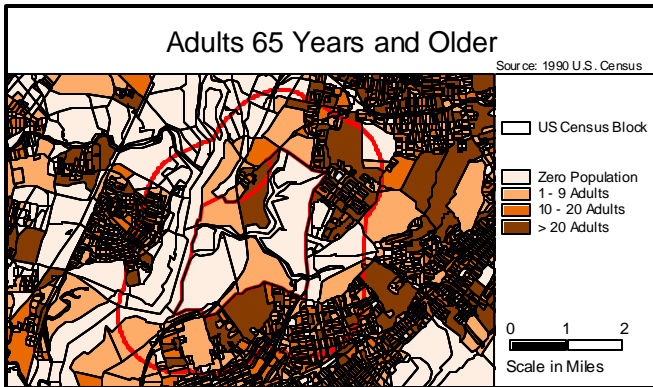 Adults 65 Years and Older
Source: 1990 U.S. Census
US Census Block
Zero Population
1 - 9 Adults
10 - 20 Adults
> 20 Adults
0 1 2
Scale in Miles